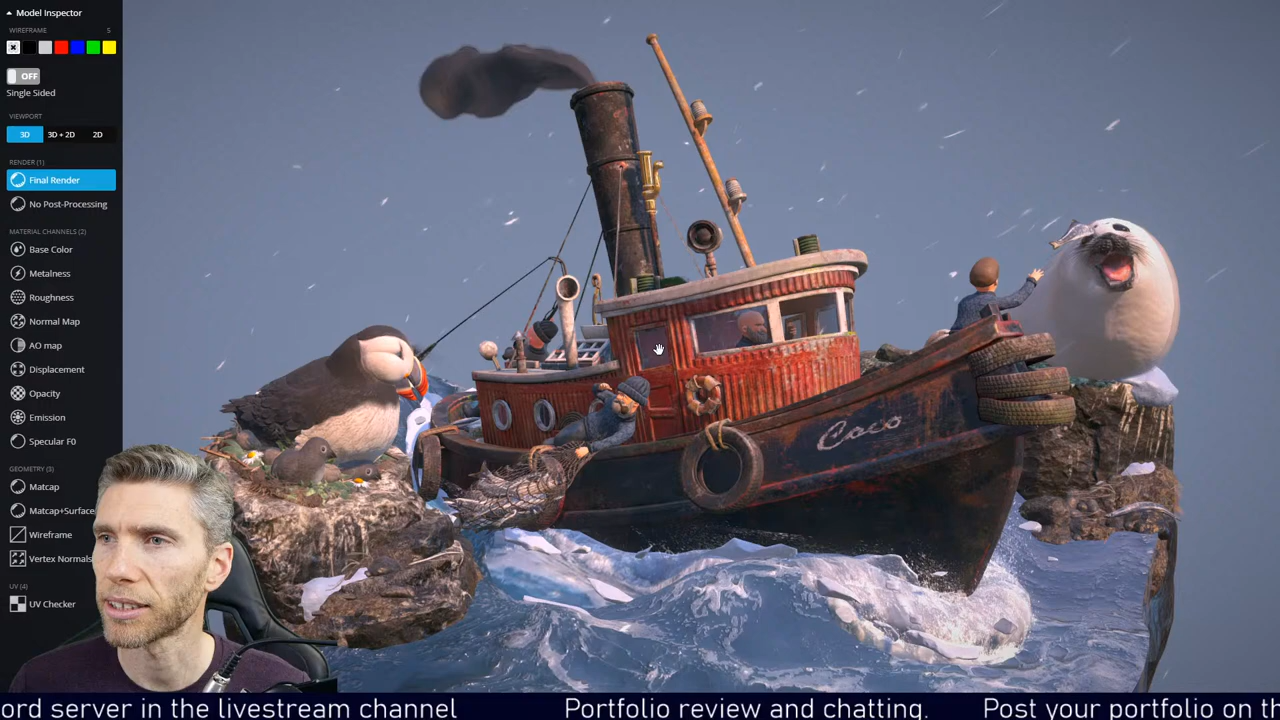 Model Inspector
WIREFRAME 5
OFF
Single Sided
VIEWPORT
3D 3D + 2D 2D
RENDER (1)
Final Render
No Post-Processing
MATERIAL CHANNELS (2)
Base Color
Metalness
Roughness
Normal Map
AO map
Displacement
Opacity
Emission
Specular F0
GEOMETRY (3)
Matcap
Matcap+Surface
Wireframe
Vertex Normals
UV (4)
UV Checker
Coco
ord server in the livestream channel Portfolio review and chatting. Post your portfolio on th